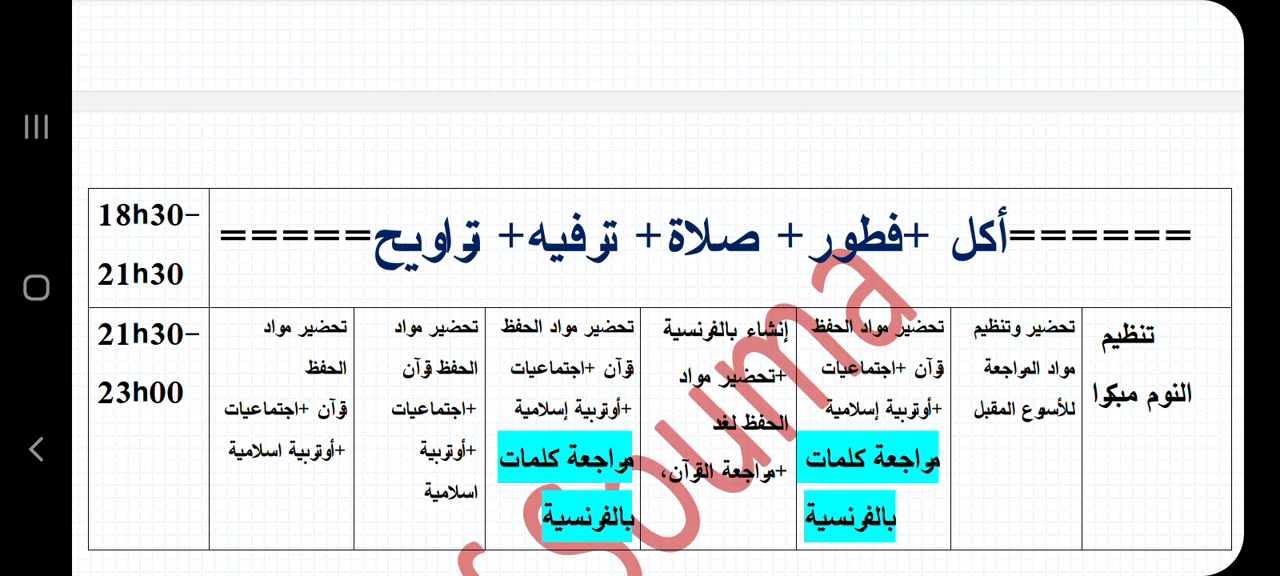 18h30–
21h30
======أكل +فطور + صلاة+ ترفيه+ تراويح=====
21h30–
23h00
تحضير مواد
الحفظ
قرآن +اجتماعيات
+أوتربية اسلامية
تحضير مواد
الحفظ قرآن
+اجتماعيات
+أوتربية
اسلامية
تحضير مواد الحفظ
قرآن +اجتماعيات
+أوتربية إسلامية
مراجعة كلمات
بالفرنسية
إنشاء بالفرنسية
+تحضير مواد
الحفظ لغد
+مراجعة القرآن،
تحضير مواد الحفظ
قرآن +اجتماعيات
+أوتربية إسلامية
مراجعة كلمات
بالفرنسية
تحضير وتنظيم
مواد المراجعة
للأسبوع المقبل
تنظيم
النوم مبكرا
Souma